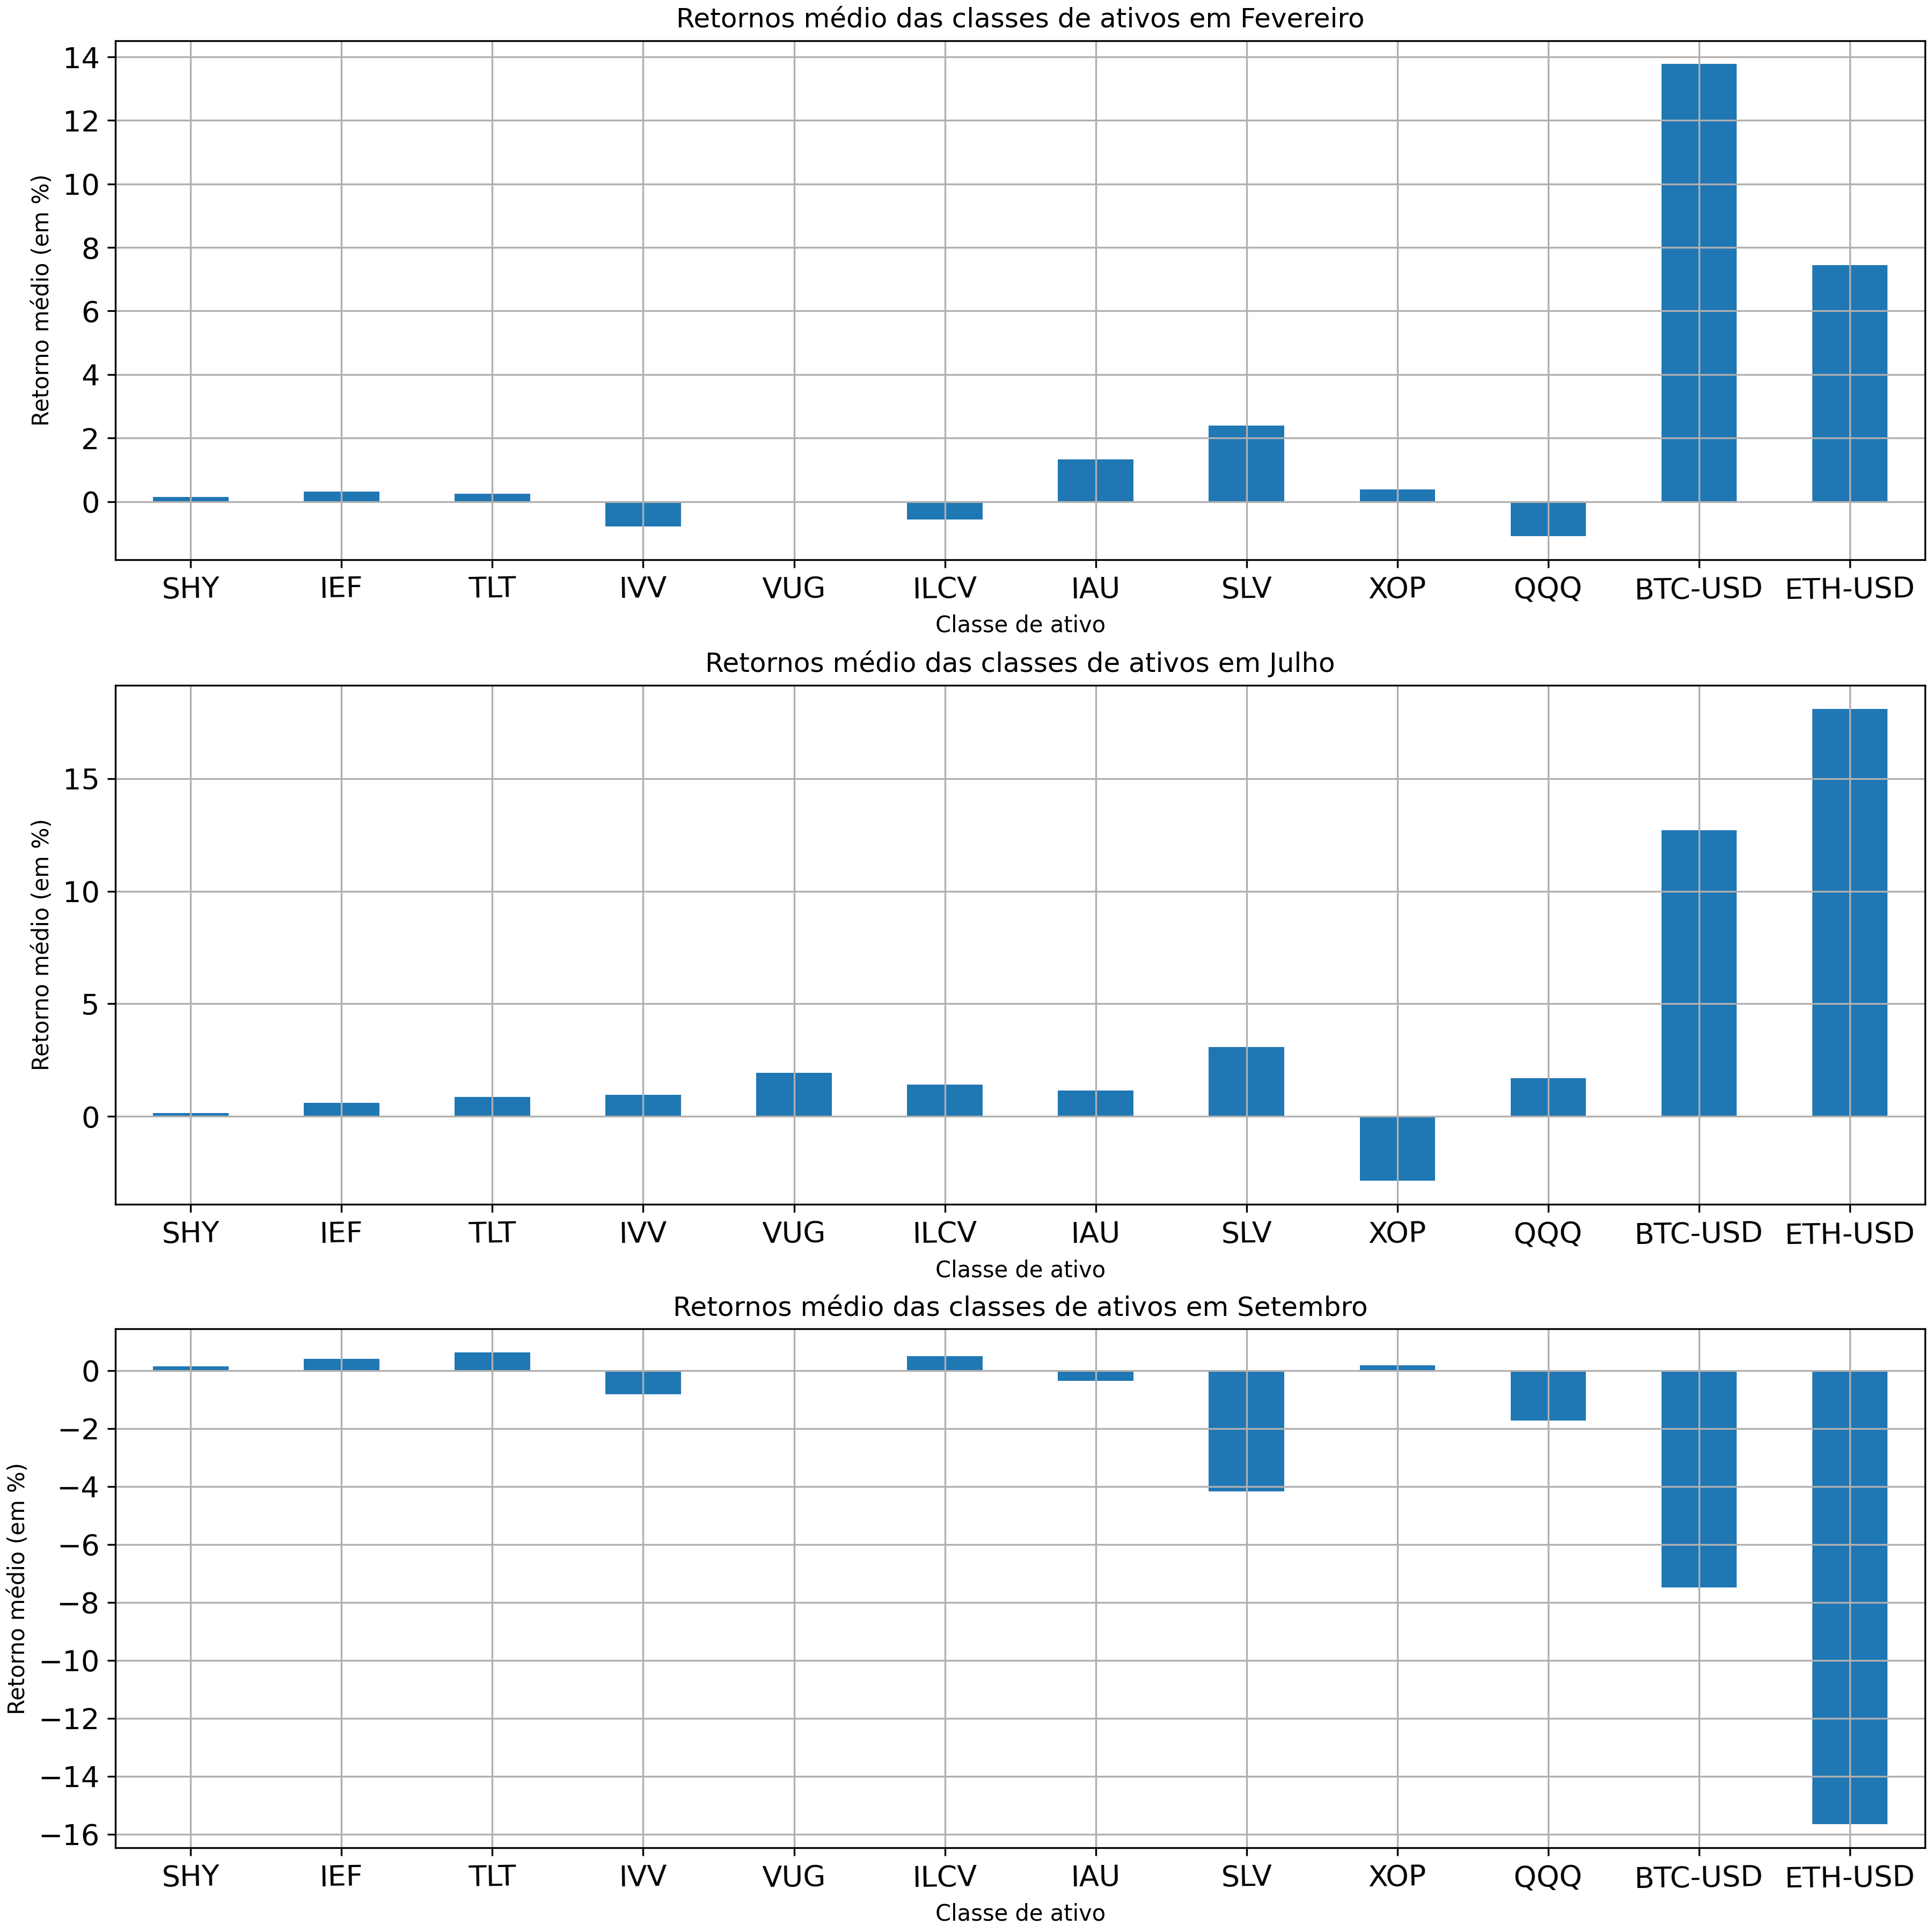 Retornos médio das classes de ativos em Fevereiro
14
12
10
8
6
4
2
0
Retorno médio (em %)
SHY IEF TLT IVV VUG ILCV IAU SLV XOP QQQ BTC-USD ETH-USD
Classe de ativo
Retornos médio das classes de ativos em Julho
15
10
5
0
Retorno médio (em %)
SHY IEF TLT IVV VUG ILCV IAU SLV XOP QQQ BTC-USD ETH-USD
Classe de ativo
Retornos médio das classes de ativos em Setembro
0
−2
−4
−6
−8
−10
−12
−14
−16
Retorno médio (em %)
SHY IEF TLT IVV VUG ILCV IAU SLV XOP QQQ BTC-USD ETH-USD
Classe de ativo